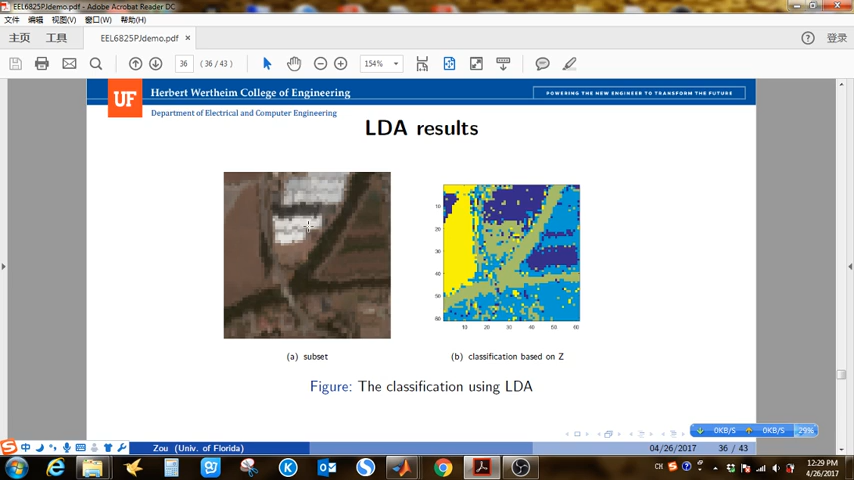 EEL6825PJdemo.pdf - Adobe Acrobat Reader DC
文件 编辑 视图(V) 窗口(W) 帮助(H)
主页 工具 EEL6825PJdemo.pdf × 登录
36 (36 / 43) 154%
UF Herbert Wertheim College of Engineering POWERING THE NEW ENGINEER TO TRANSFORM THE FUTURE
Department of Electrical and Computer Engineering
LDA results
10
20
30
40
50
60
10 20 30 40 50 60
(a) subset (b) classification based on Z
Figure: The classification using LDA
0KB/S 0KB/S 29%
中
Zou (Univ. of Florida) 04/26/2017 36 / 43
CH 12:29 PM
4/26/2017